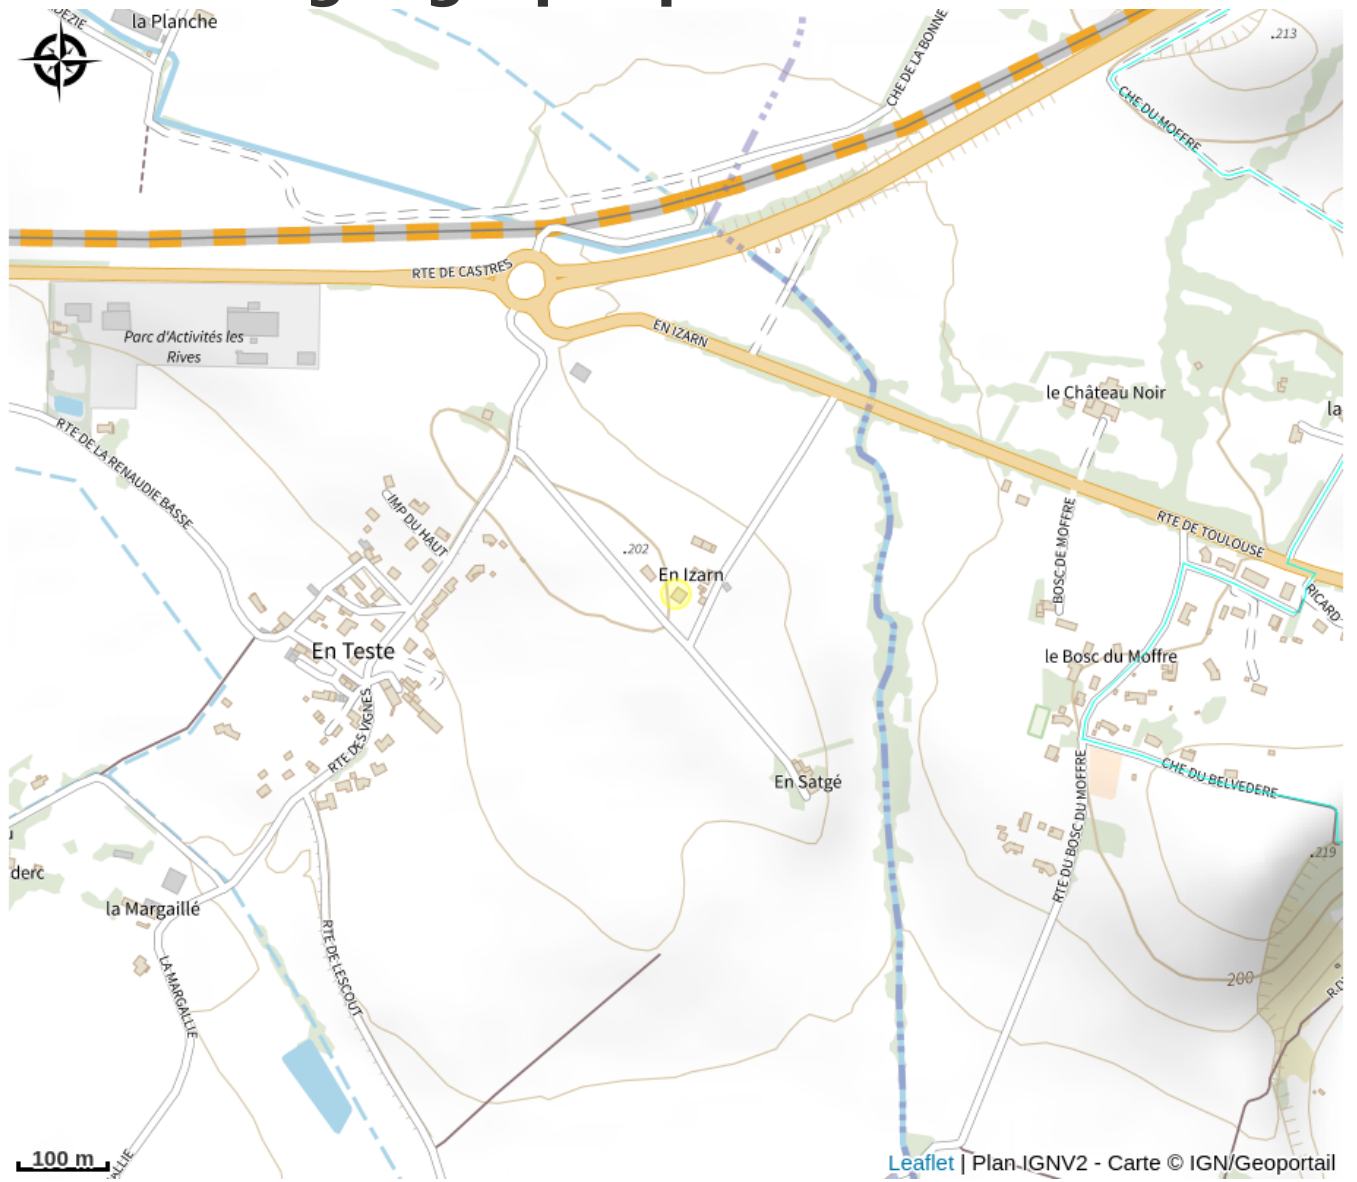 la Planche
CHE DE LA BONNE
.213
CHE DU MOFFRE
RTE DE CASTRES
EN IZARN
Parc d'Activités les
Rives
le Château Noir
la
RTE DE LA RENAUDIE BASSE
IMP DU HAUT
BOSC DE MOFFRE
RTE DE TOULOUSE
.202
En Izarn
RICARD
En Teste
le Bosc du Moffre
RTE DES VIGNES
En Satgé
CHE DU BELVEDERE
RTE DU BOSC DU MOFFRE
.219
derc
la Margaillé
RTE DE LESCOUT
LA MARGALLIE
200
100 m
Leaflet | Plan IGNV2 - Carte © IGN/Geoportail